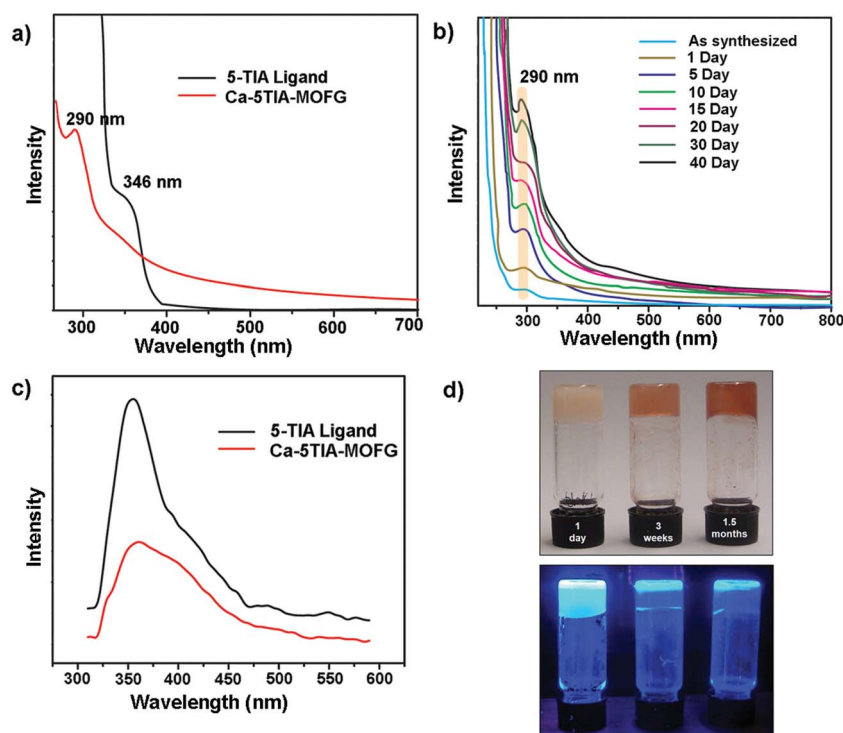 a)
5-TIA Ligand
Ca-5TIA-MOFG
290 nm
346 nm
Intensity
300
400
500
600
700
Wavelength (nm)
b)
290 nm
As synthesized
1 Day
5 Day
10 Day
15 Day
20 Day
30 Day
40 Day
Intensity
300
400
500
600
700
800
Wavelength (nm)
c)
5-TIA Ligand
Ca-5TIA-MOFG
Intensity
300
350
400
450
500
550
600
Wavelength (nm)
d)
1
day
3
weeks
1.5
months